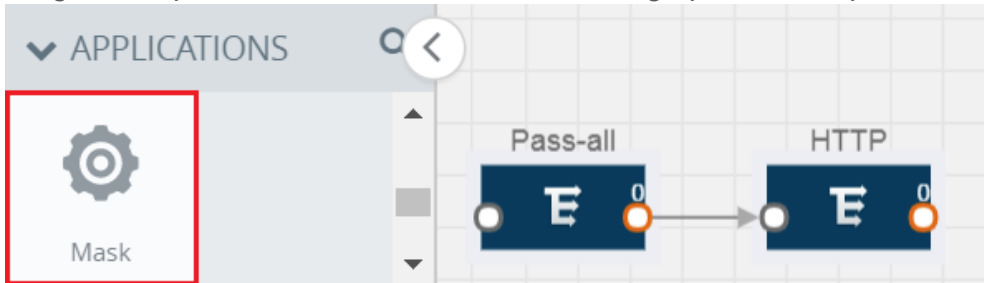 APPLICATIONS
Pass-all
HTTP
0
0
Mask